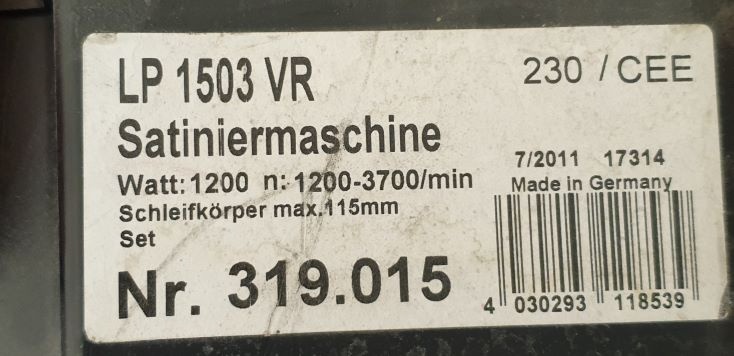 LP 1503 VR
230 / CEE
Satiniermaschine
7/2011 17314
Watt: 1200 n: 1200-3700/min
Made in Germany
Schleifkörper max. 115mm
Set
Nr. 319.015
4 030293 118539